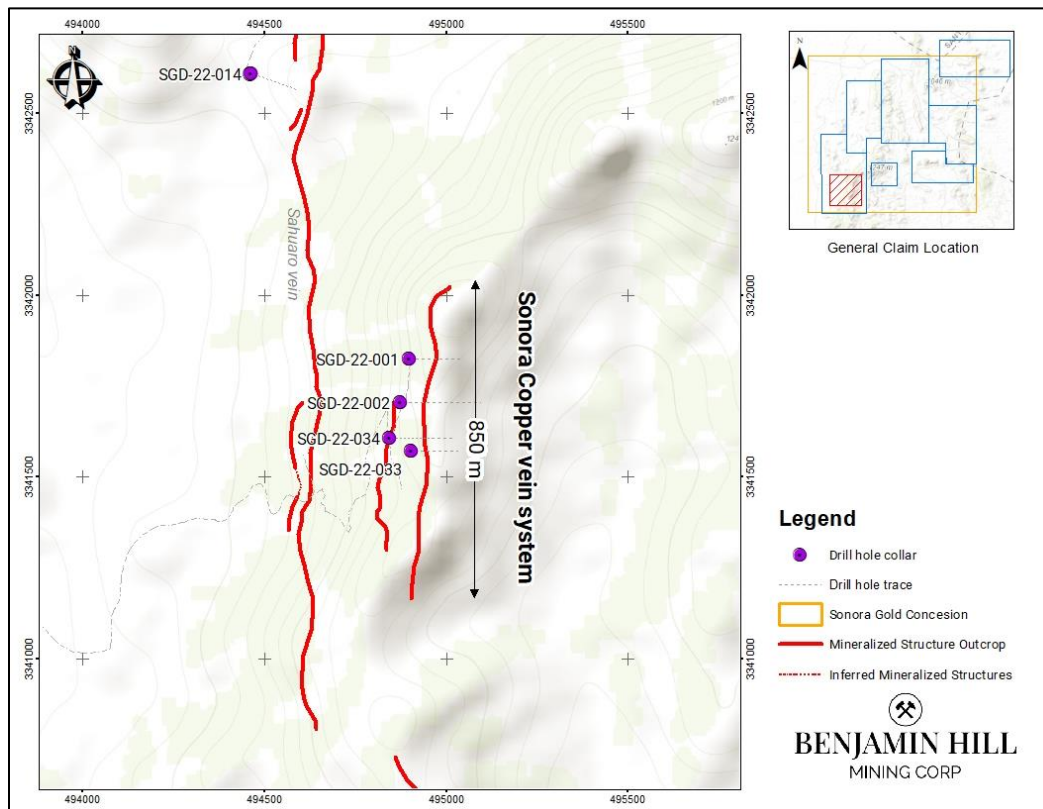 494000
494500
495000
495500
3342500
3342000
3341500
3341000
3342500
3342000
3341500
3341000
494000
494500
495000
495500
N
SGD-22-014
Sahuaro vein
SGD-22-001
SGD-22-002
SGD-22-034
SGD-22-033
850 m
Sonora Copper vein system
1200 m
N
General Claim Location
Legend
Drill hole collar
Drill hole trace
Sonora Gold Concesion
Mineralized Structure Outcrop
Inferred Mineralized Structures
BENJAMIN HILL
MINING CORP